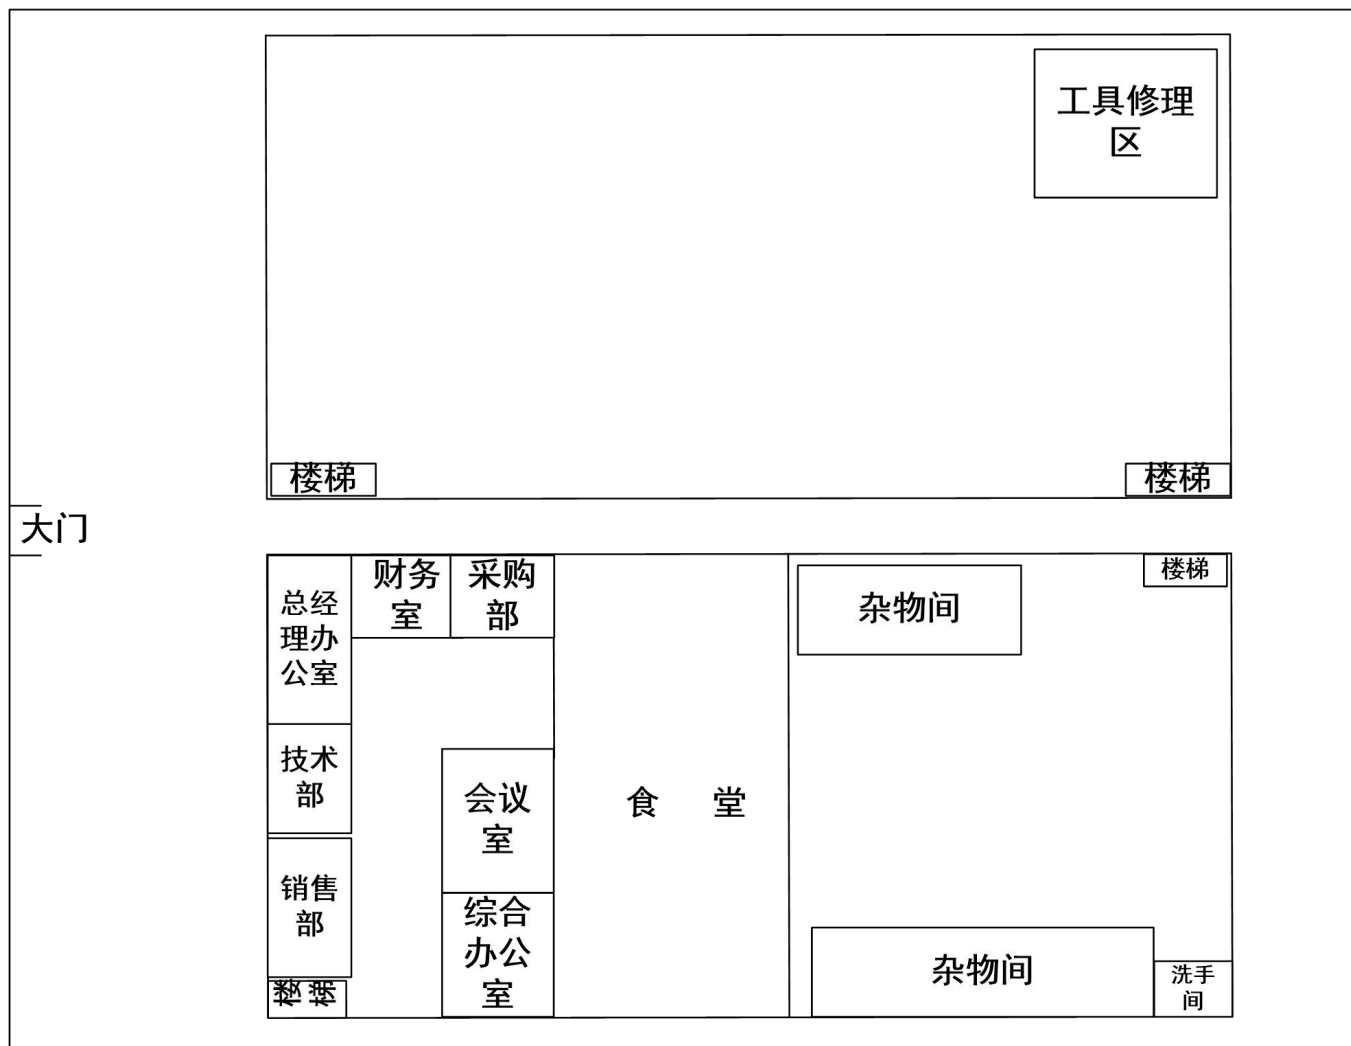 工具修理
区
楼梯
楼梯
大门
总经
理办
公室
财务
室
采购
部
杂物间
楼梯
技术
部
会议
室
食 堂
销售
部
综合
办公
室
杂物间
洗手
间
楼梯